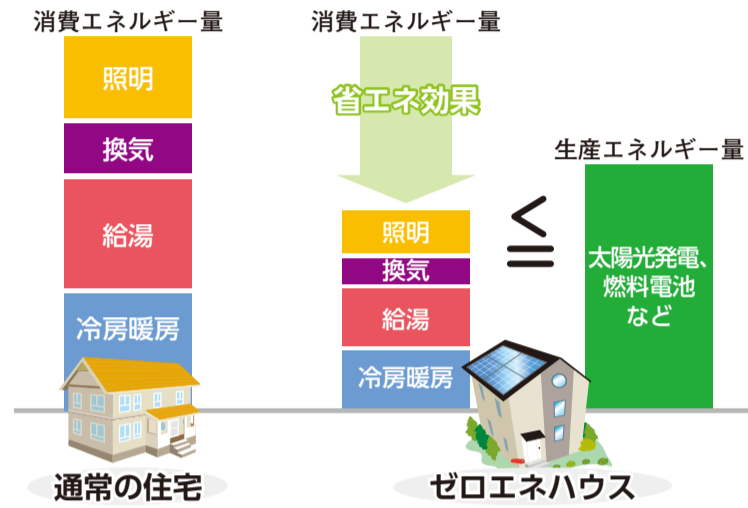 消費エネルギー量
照明
換気
給湯
冷房暖房
通常の住宅
消費エネルギー量
省エネ効果
照明
換気
給湯
冷房暖房
≦
生産エネルギー量
太陽光発電、
燃料電池
など
ゼロエネハウス